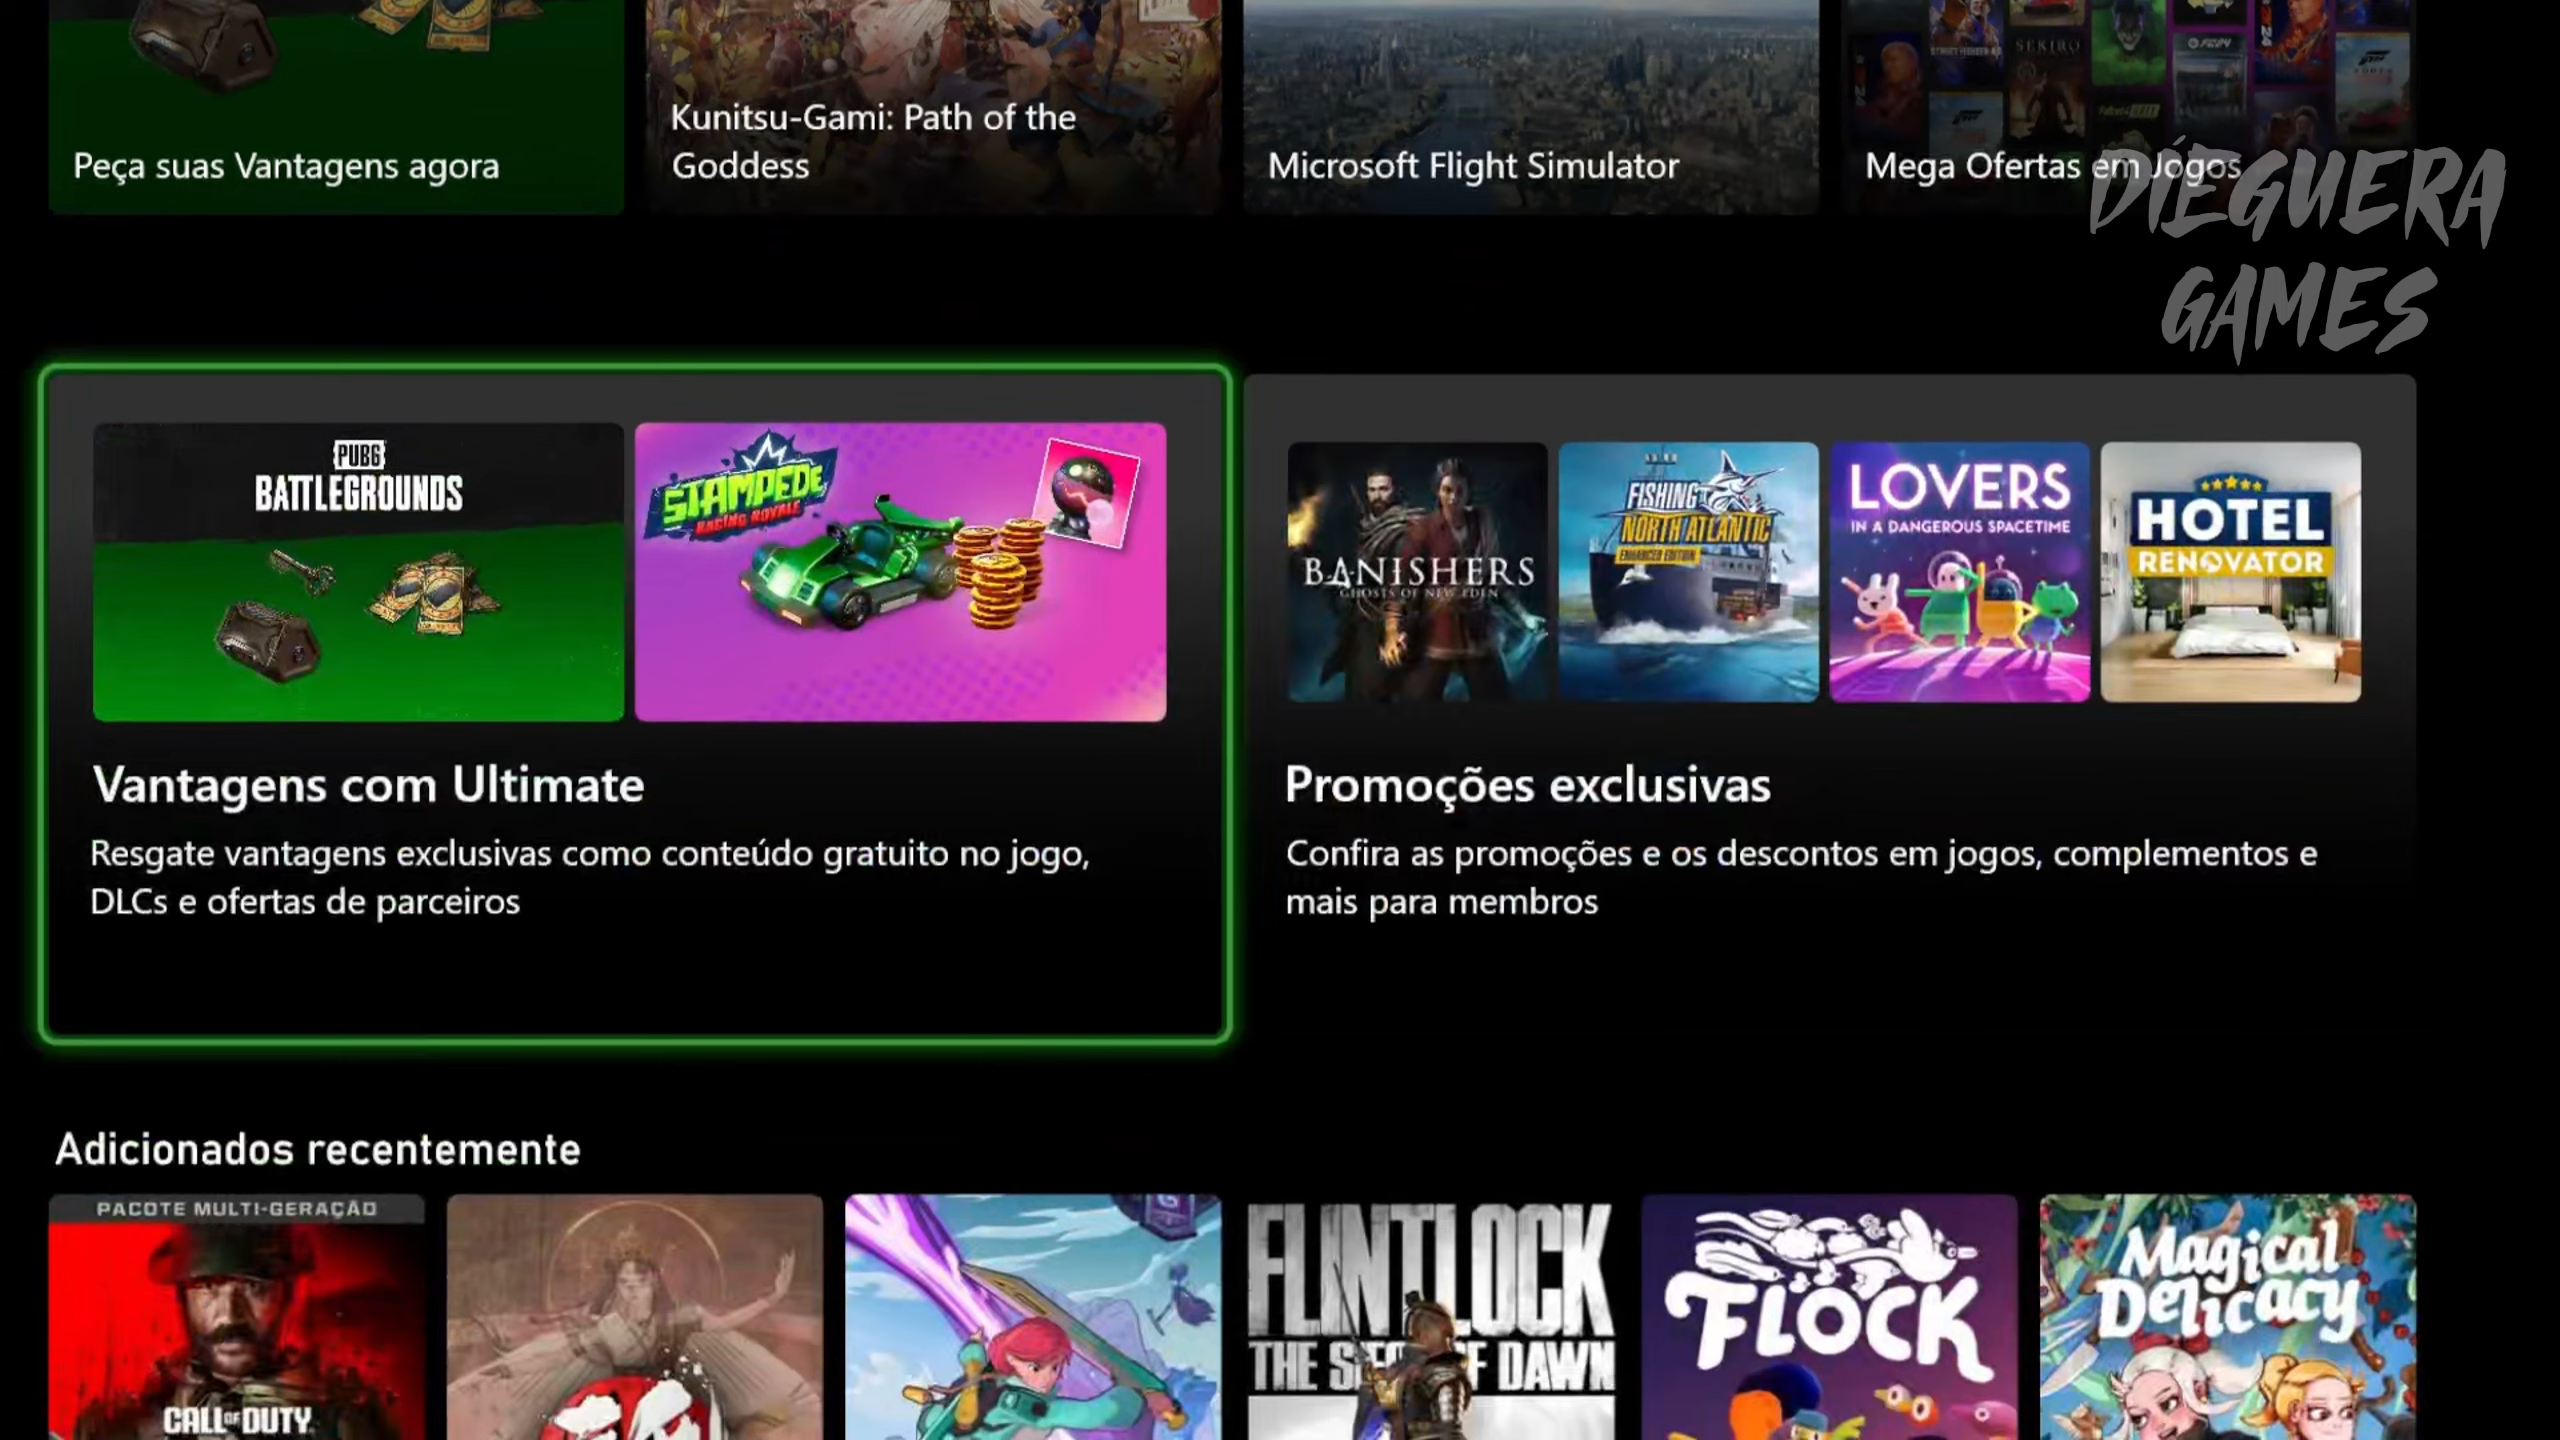 Peça suas Vantagens agora
Kunitsu-Gami: Path of the
Goddess
Microsoft Flight Simulator
SEKIRO
Mega Ofertas em Jogos
DIEGUERA
GAMES
PUBG
BATTLEGROUNDS
STAMPEDE
RACING ROYALE
BANISHERS
GHOSTS OF NEW EDEN
FISHING
NORTH ATLANTIC
ENHANCED EDITION
LOVERS
IN A DANGEROUS SPACETIME
HOTEL
RENOVATOR
Vantagens com Ultimate
Resgate vantagens exclusivas como conteúdo gratuito no jogo,
DLCs e ofertas de parceiros
Promoções exclusivas
Confira as promoções e os descontos em jogos, complementos e
mais para membros
Adicionados recentemente
PACOTE MULTI-GERAÇÃO
CALL OF DUTY
FLINTLOCK
THE SIEGE OF DAWN
FLOCK
Magical
Delicacy